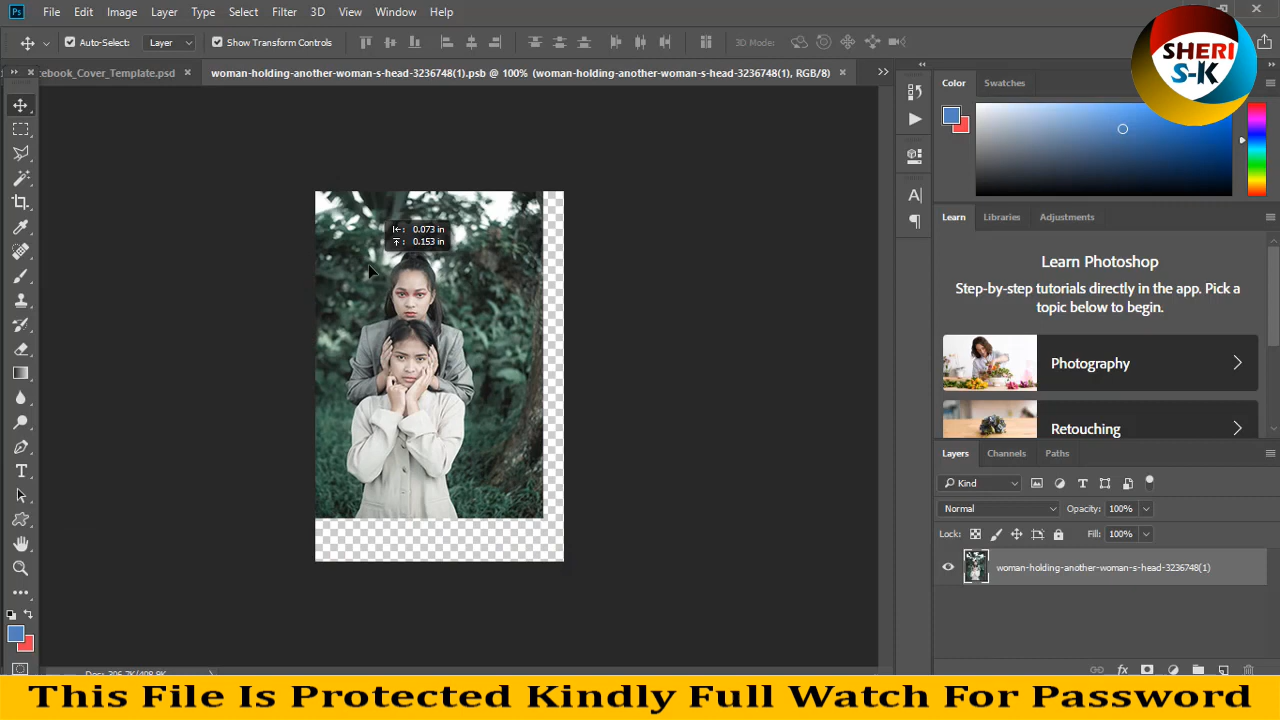 Ps File Edit Image Layer Type Select Filter 3D View Window Help
Auto-Select: Layer Show Transform Controls 3D Mode:
SHERI
S-K
cebook_Cover_Template.psd × woman-holding-another-woman-s-head-3236748(1).psb @ 100% (woman-holding-another-woman-s-head-3236748(1), RGB/8) ×
Color Swatches
Learn Libraries Adjustments
Learn Photoshop
Step-by-step tutorials directly in the app. Pick a
topic below to begin.
Photography
Retouching
0.073 in
0.153 in
Layers Channels Paths
Kind
Normal Opacity: 100%
Lock: Fill: 100%
woman-holding-another-woman-s-head-3236748(1)
This File Is Protected Kindly Full Watch For Password